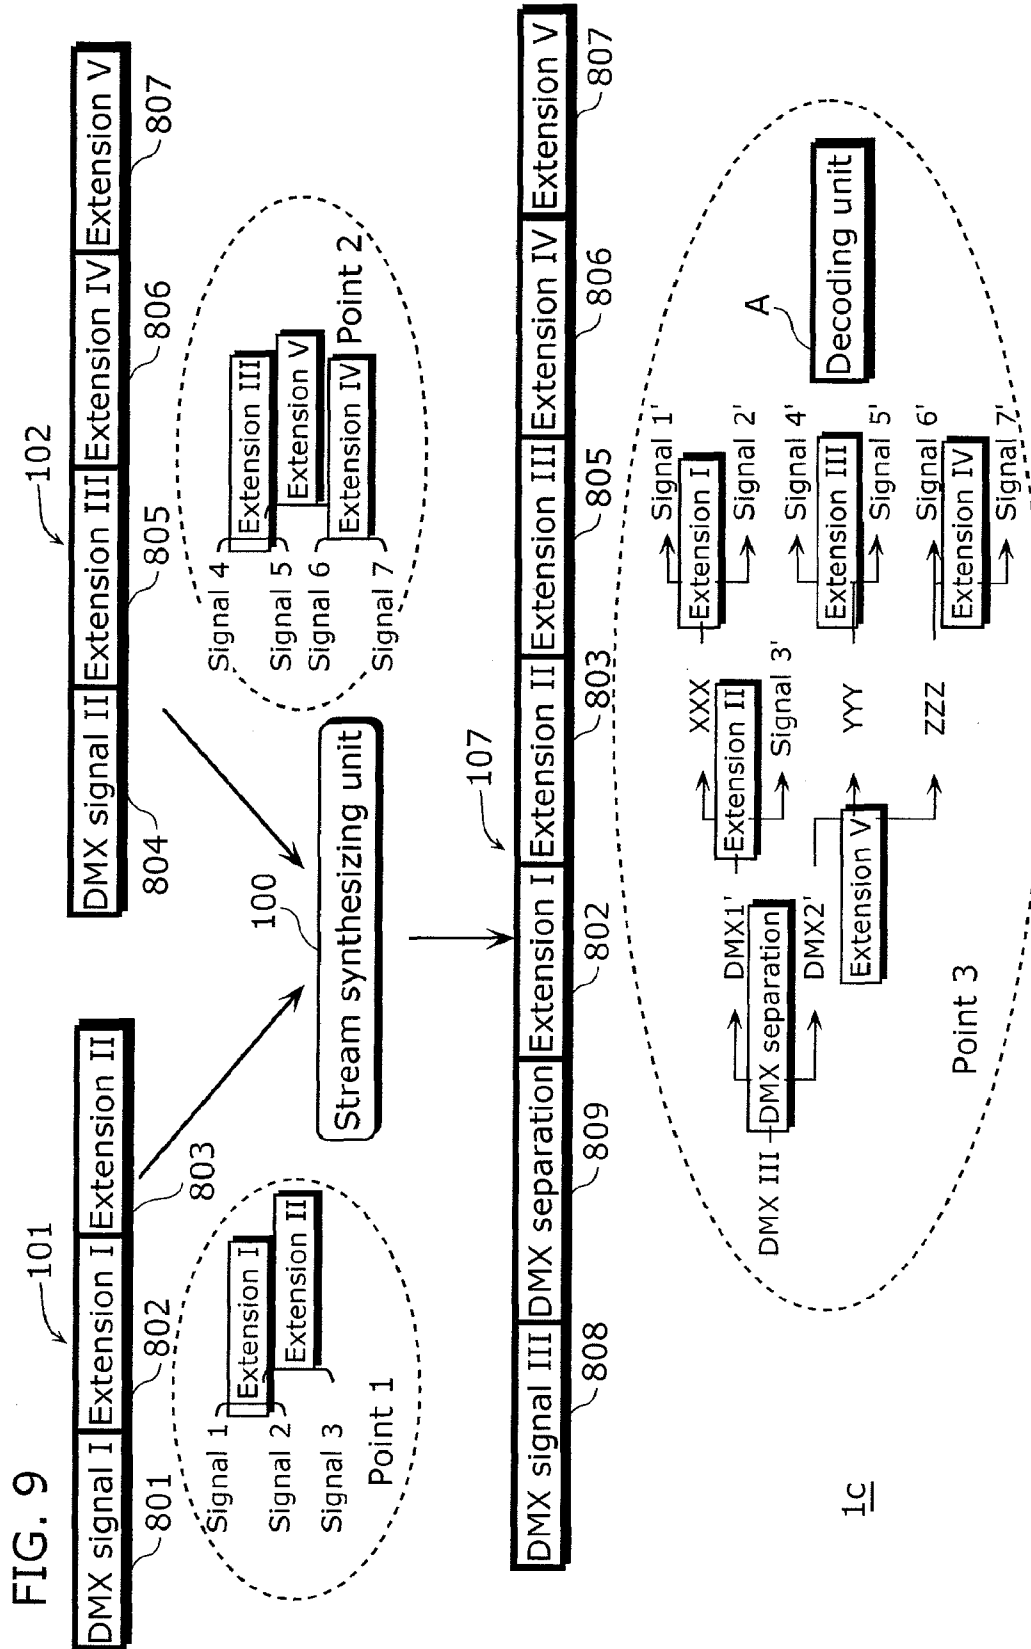 FIG. 9
101
DMX signal I Extension I Extension II
801 802 803
102
DMX signal II Extension III Extension IV Extension V
804 805 806 807
Signal 1
Signal 2
Signal 3
Extension I
Extension II
Point 1
100
Stream synthesizing unit
Signal 4
Signal 5
Signal 6
Signal 7
Extension III
Extension V
Extension IV
Point 2
107
DMX signal III DMX separation Extension I Extension II Extension III Extension IV Extension V
808 809 802 803 805 806 807
DMX III
DMX separation
DMX1'
DMX2'
Extension II
Extension V
XXX
Signal 3'
YYY
ZZZ
Extension I
Extension III
Extension IV
Signal 1'
Signal 2'
Signal 4'
Signal 5'
Signal 6'
Signal 7'
A
Decoding unit
Point 3
1c